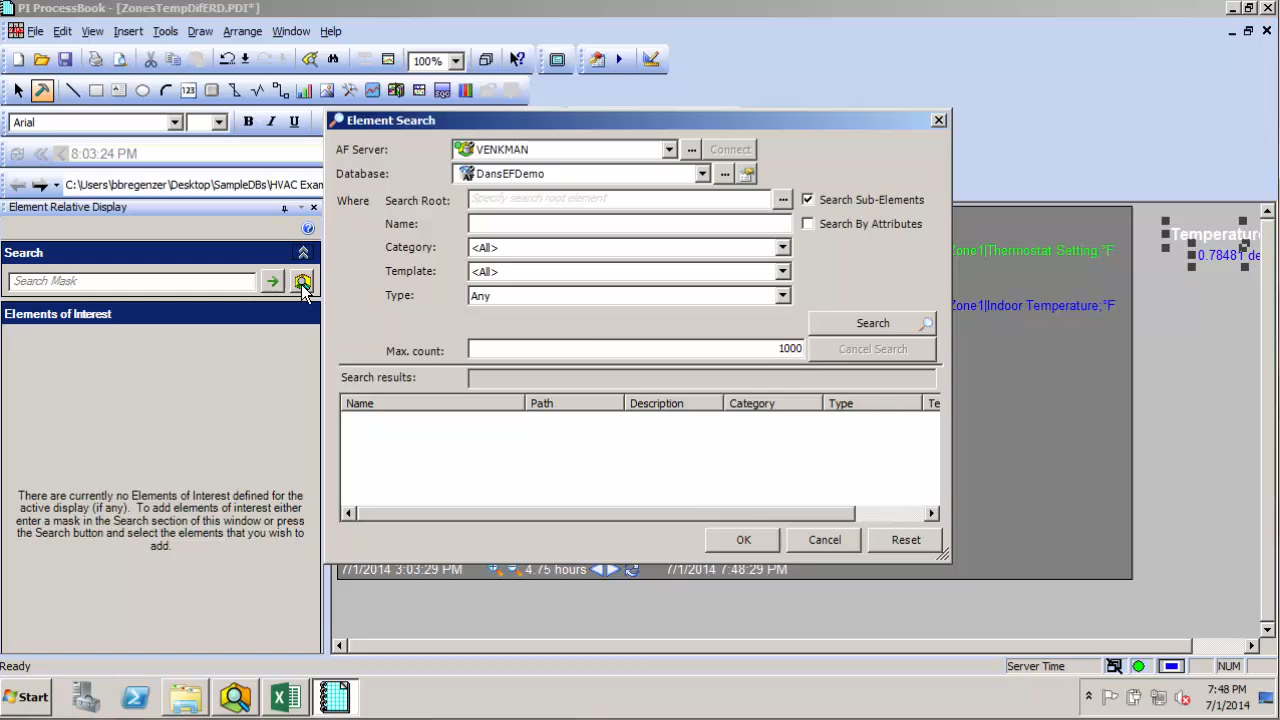 PI ProcessBook - [ZonesTempDifERD.PDI*]
File Edit View Insert Tools Draw Arrange Window Help
100%
123
Arial B I U
8:03:24 PM
C:\Users\bbregenzer\Desktop\SampleDBs\HVAC Exam
Element Relative Display
Search
Search Mask
Elements of Interest
There are currently no Elements of Interest defined for the
active display (if any). To add elements of interest either
enter a mask in the Search section of this window or press
the Search button and select the elements that you wish to
add.
Element Search
AF Server: VENKMAN ... Connect
Database: DansEFDemo ...
Where Search Root: Specify search root element ... Search Sub-Elements
Name: Search By Attributes
Category: <All>
Template: <All>
Type: Any
Search
Max. count: 1000 Cancel Search
Search results:
Name Path Description Category Type Te
OK Cancel Reset
Temperature
0.78481 de
Zone1|Thermostat Setting;°F
Zone1|Indoor Temperature;°F
7/1/2014 3:03:29 PM 4.75 hours 7/1/2014 7:48:29 PM
Ready Server Time NUM
Start 7:48 PM
7/1/2014